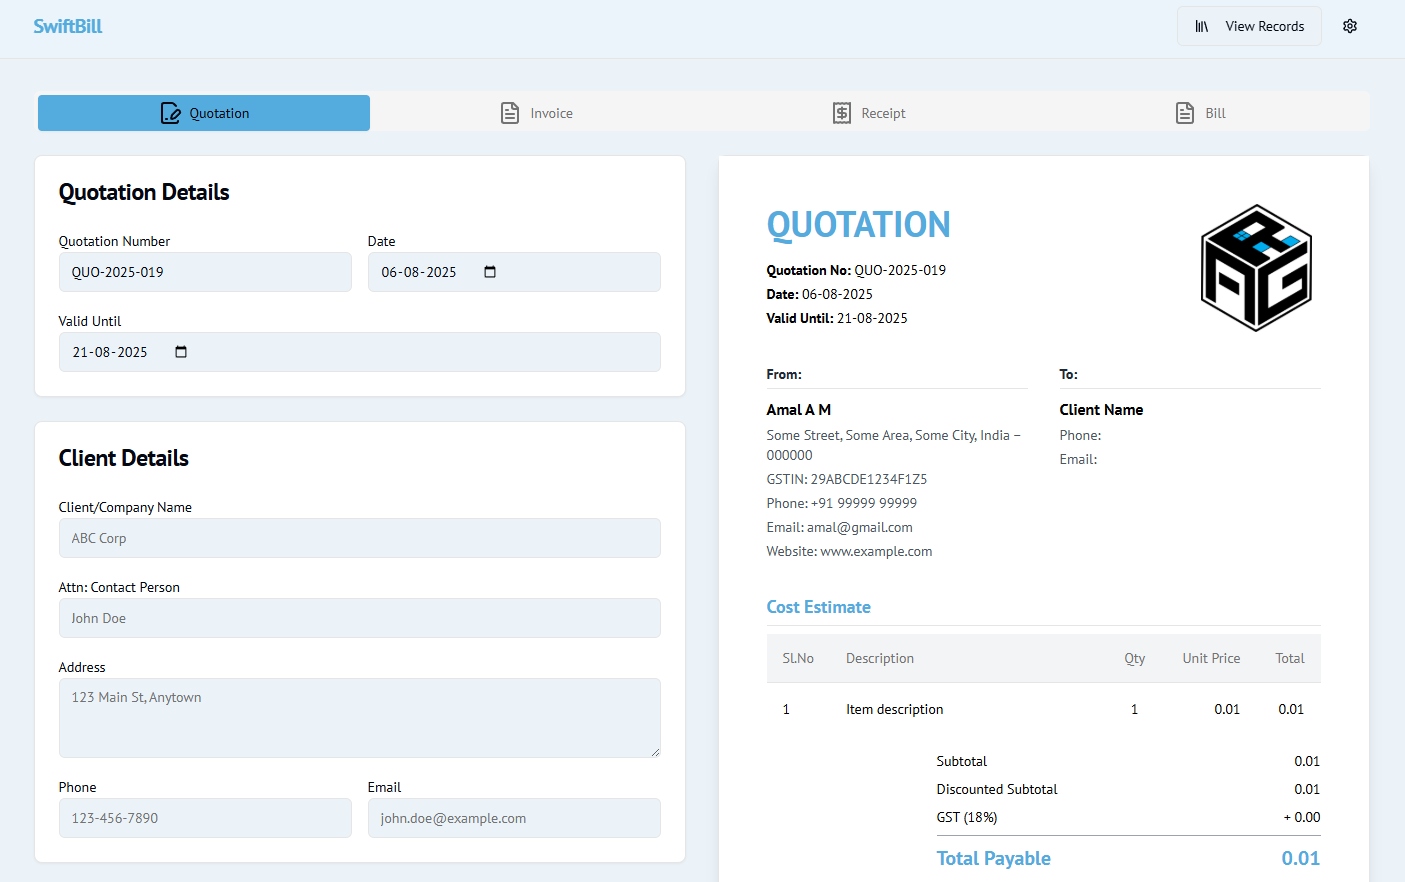 SwiftBill
View Records
Quotation
Invoice
Receipt
Bill
Quotation Details
Quotation Number
Date
QUO-2025-019
06-08-2025
Valid Until
21-08-2025
Client Details
Client/Company Name
ABC Corp
Attn: Contact Person
John Doe
Address
123 Main St, Anytown
Phone
Email
123-456-7890
john.doe@example.com
QUOTATION
Quotation No: QUO-2025-019
Date: 06-08-2025
Valid Until: 21-08-2025
RAG
From:
Amal A M
Some Street, Some Area, Some City, India –
000000
GSTIN: 29ABCDE1234F1Z5
Phone: +91 99999 99999
Email: amal@gmail.com
Website: www.example.com
To:
Client Name
Phone:
Email:
Cost Estimate
Sl.No Description Qty Unit Price Total
1 Item description 1 0.01 0.01
Subtotal 0.01
Discounted Subtotal 0.01
GST (18%) + 0.00
Total Payable 0.01